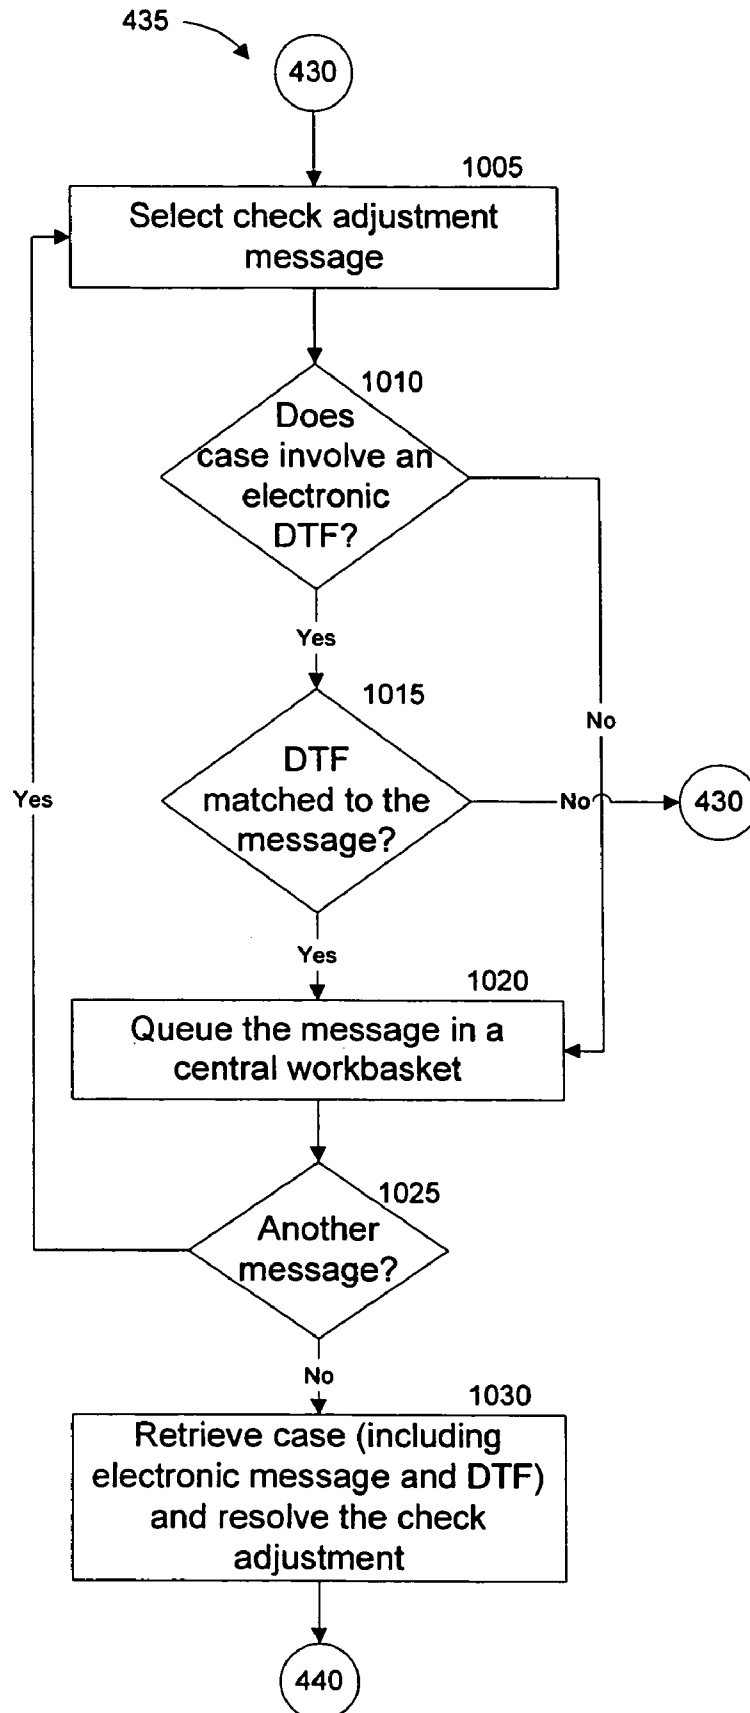 435
430
1005
Select check adjustment
message
1010
Does
case involve an
electronic
DTF?
Yes
No
1015
DTF
matched to the
message?
No
430
Yes
Yes
1020
Queue the message in a
central workbasket
1025
Another
message?
No
1030
Retrieve case (including
electronic message and DTF)
and resolve the check
adjustment
440